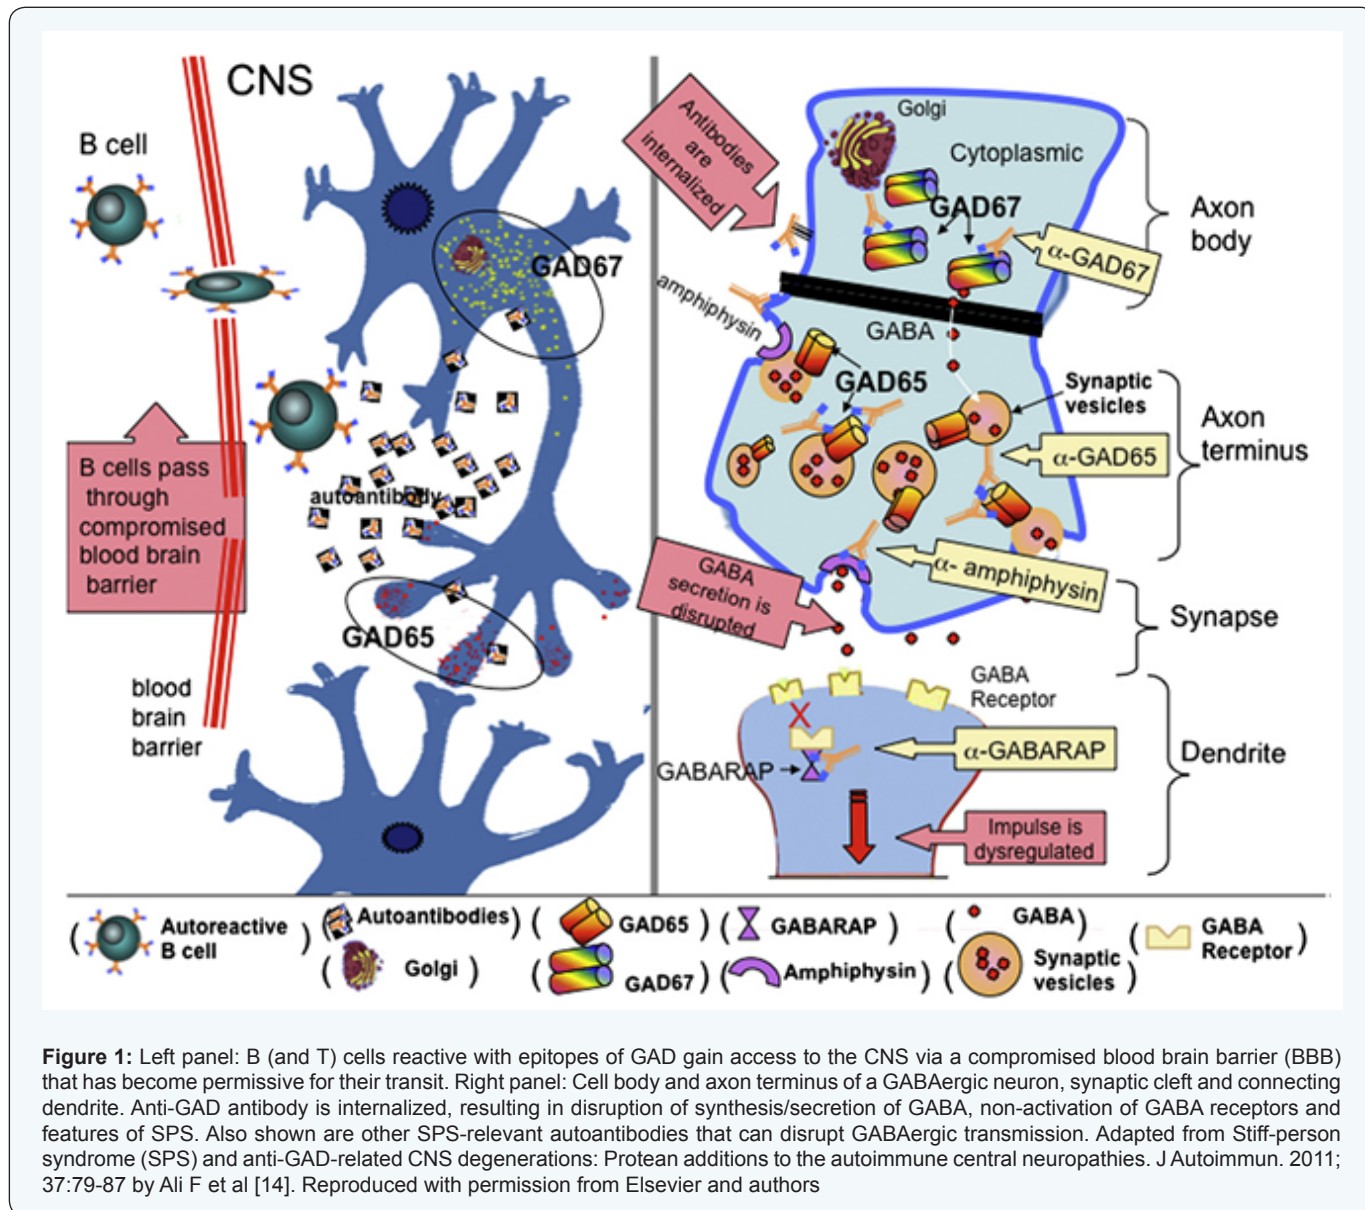 CNS
B cell
B cells pass
through
compromised
blood brain
barrier
blood
brain
barrier
GAD67
autoantibody
GAD65
Antibodies
are
internalized
Golgi
Cytoplasmic
GAD67
α-GAD67
Axon
body
amphiphysin
GABA
GAD65
Synaptic
vesicles
α-GAD65
Axon
terminus
α- amphiphysin
GABA
secretion is
disrupted
Synapse
GABA
Receptor
α-GABARAP
GABARAP
Dendrite
Impulse is
dysregulated
( Autoreactive
B cell )
( Autoantibodies )
( Golgi )
( GAD65
GAD67 )
( GABARAP )
( Amphiphysin )
( GABA )
( Synaptic
vesicles )
( GABA
Receptor )
Figure 1: Left panel: B (and T) cells reactive with epitopes of GAD gain access to the CNS via a compromised blood brain barrier (BBB)
that has become permissive for their transit. Right panel: Cell body and axon terminus of a GABAergic neuron, synaptic cleft and connecting
dendrite. Anti-GAD antibody is internalized, resulting in disruption of synthesis/secretion of GABA, non-activation of GABA receptors and
features of SPS. Also shown are other SPS-relevant autoantibodies that can disrupt GABAergic transmission. Adapted from Stiff-person
syndrome (SPS) and anti-GAD-related CNS degenerations: Protean additions to the autoimmune central neuropathies. J Autoimmun. 2011;
37:79-87 by Ali F et al [14]. Reproduced with permission from Elsevier and authors